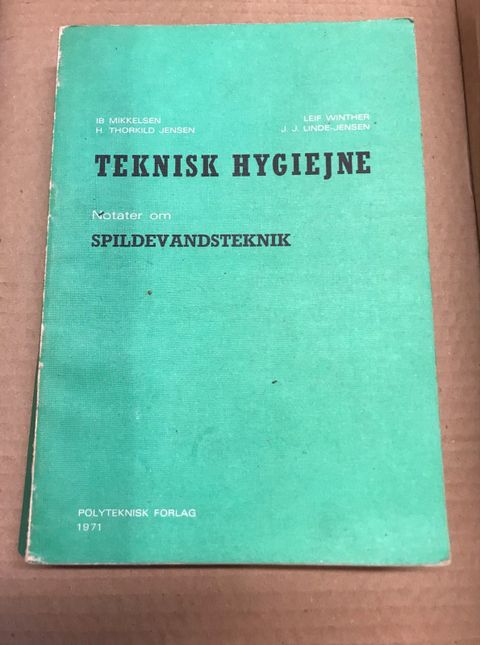 IB MIKKELSEN LEIF WINTHER
H. THORKILD JENSEN J. J. LINDE-JENSEN
TEKNISK HYGIEJNE
Notater om
SPILDEVANDSTEKNIK
POLYTEKNISK FORLAG
1971